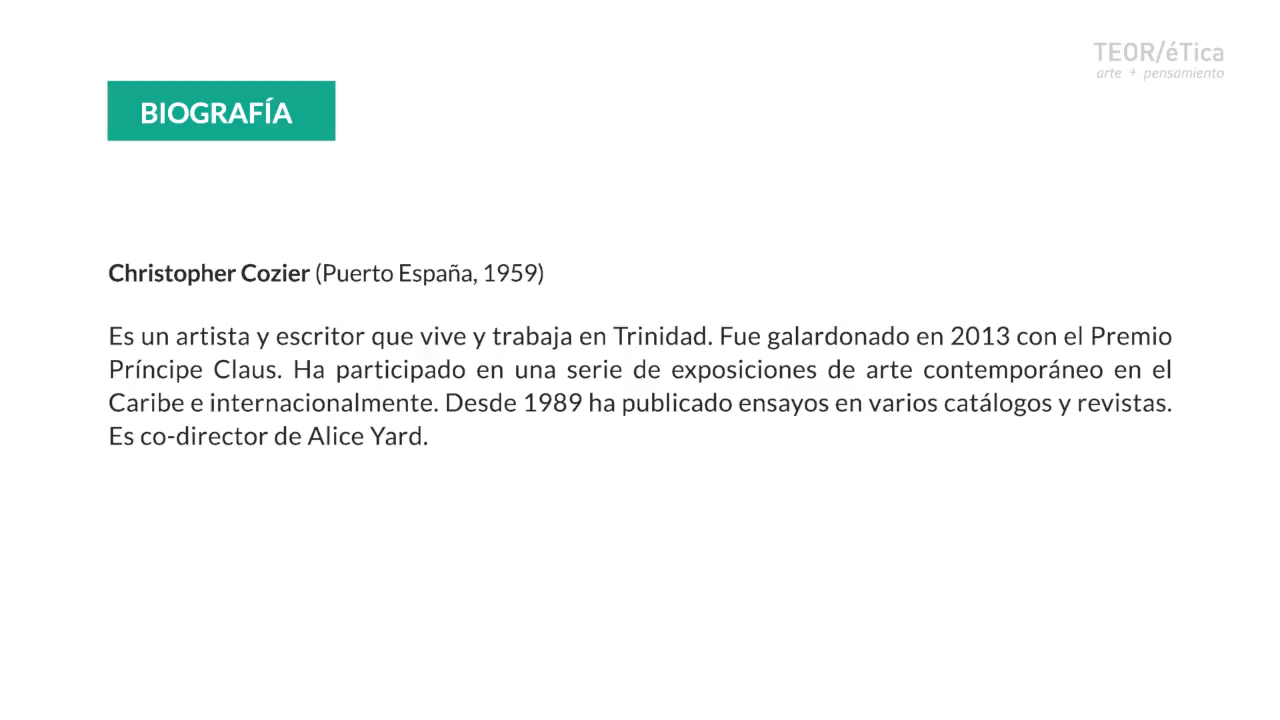 TEOR/éTica
arte + pensamiento
BIOGRAFÍA
Christopher Cozier (Puerto España, 1959)
Es un artista y escritor que vive y trabaja en Trinidad. Fue galardonado en 2013 con el Premio
Príncipe Claus. Ha participado en una serie de exposiciones de arte contemporáneo en el
Caribe e internacionalmente. Desde 1989 ha publicado ensayos en varios catálogos y revistas.
Es co-director de Alice Yard.